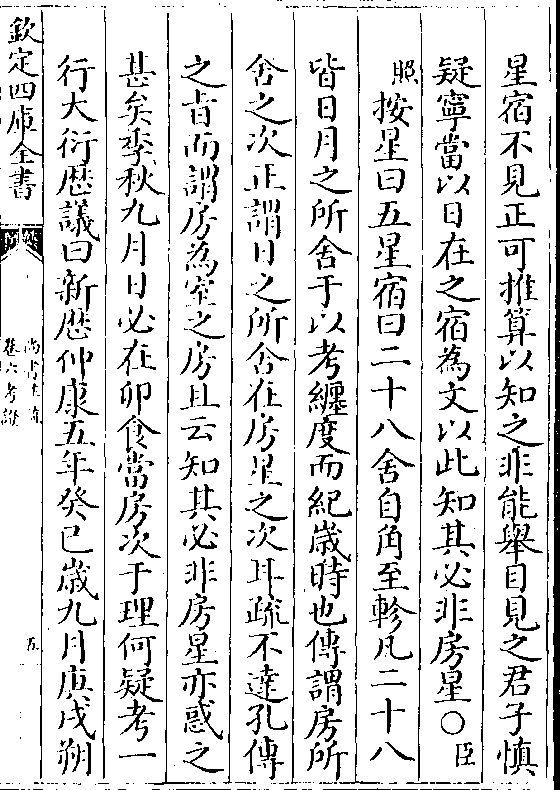 星宿不見正可推算以知之非能舉目見之君子慎
疑寧當以日在之宿為文以此知其必非房星○臣
照按星曰五星宿曰二十八舍自角至軫凡二十八
皆日月之所舍于以考纏度而紀歲時也傳謂房所
舍之次正謂日之所舍在房星之次耳疏不達孔傳
之旨而謂房為室之房且云知其必非房星亦惑之
甚矣季秋九月日必在卯食當房次于理何疑考一
行大衍歴議曰新歴仲康五年癸巳歲九月庚戌朔
欽定四庫全書
尚書注疏
卷六考證
五